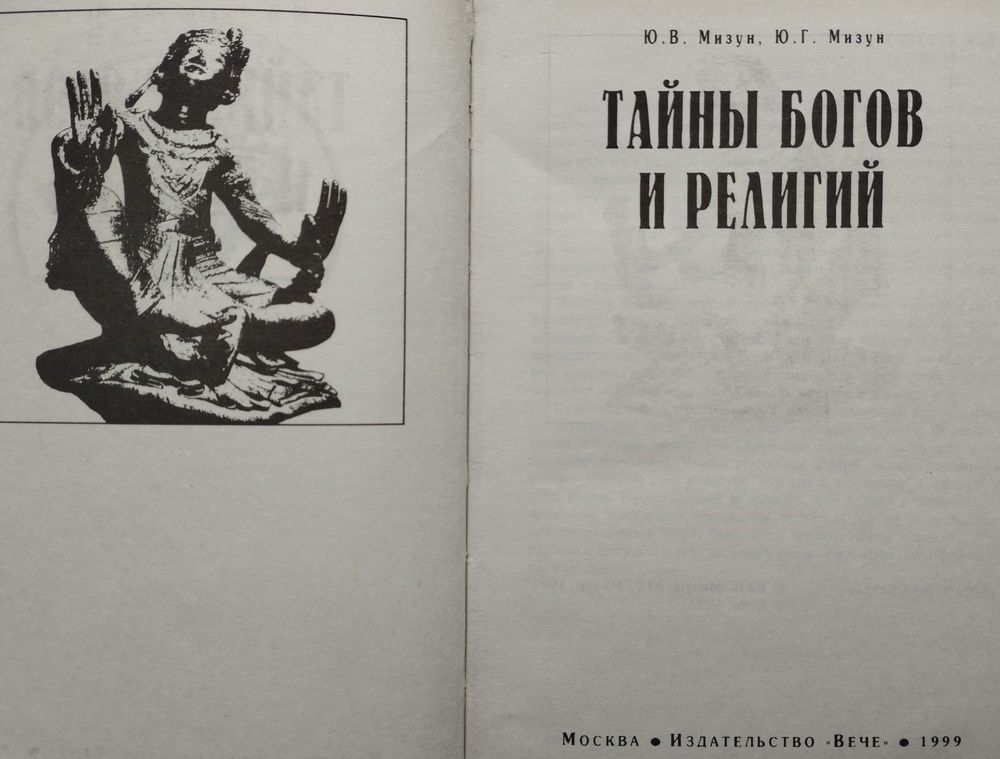 Ю.В. Мизун, Ю.Г. Мизун
ТАЙНЫ БОГОВ
И РЕЛИГИЙ
Москва ● Издательство «Вече» ● 1999